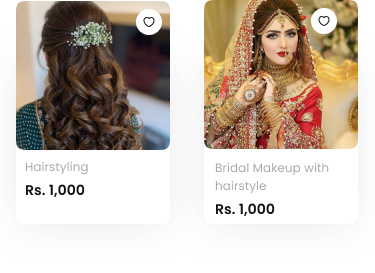 Hairstyling
Rs. 1,000
Bridal Makeup with
hairstyle
Rs. 1,000